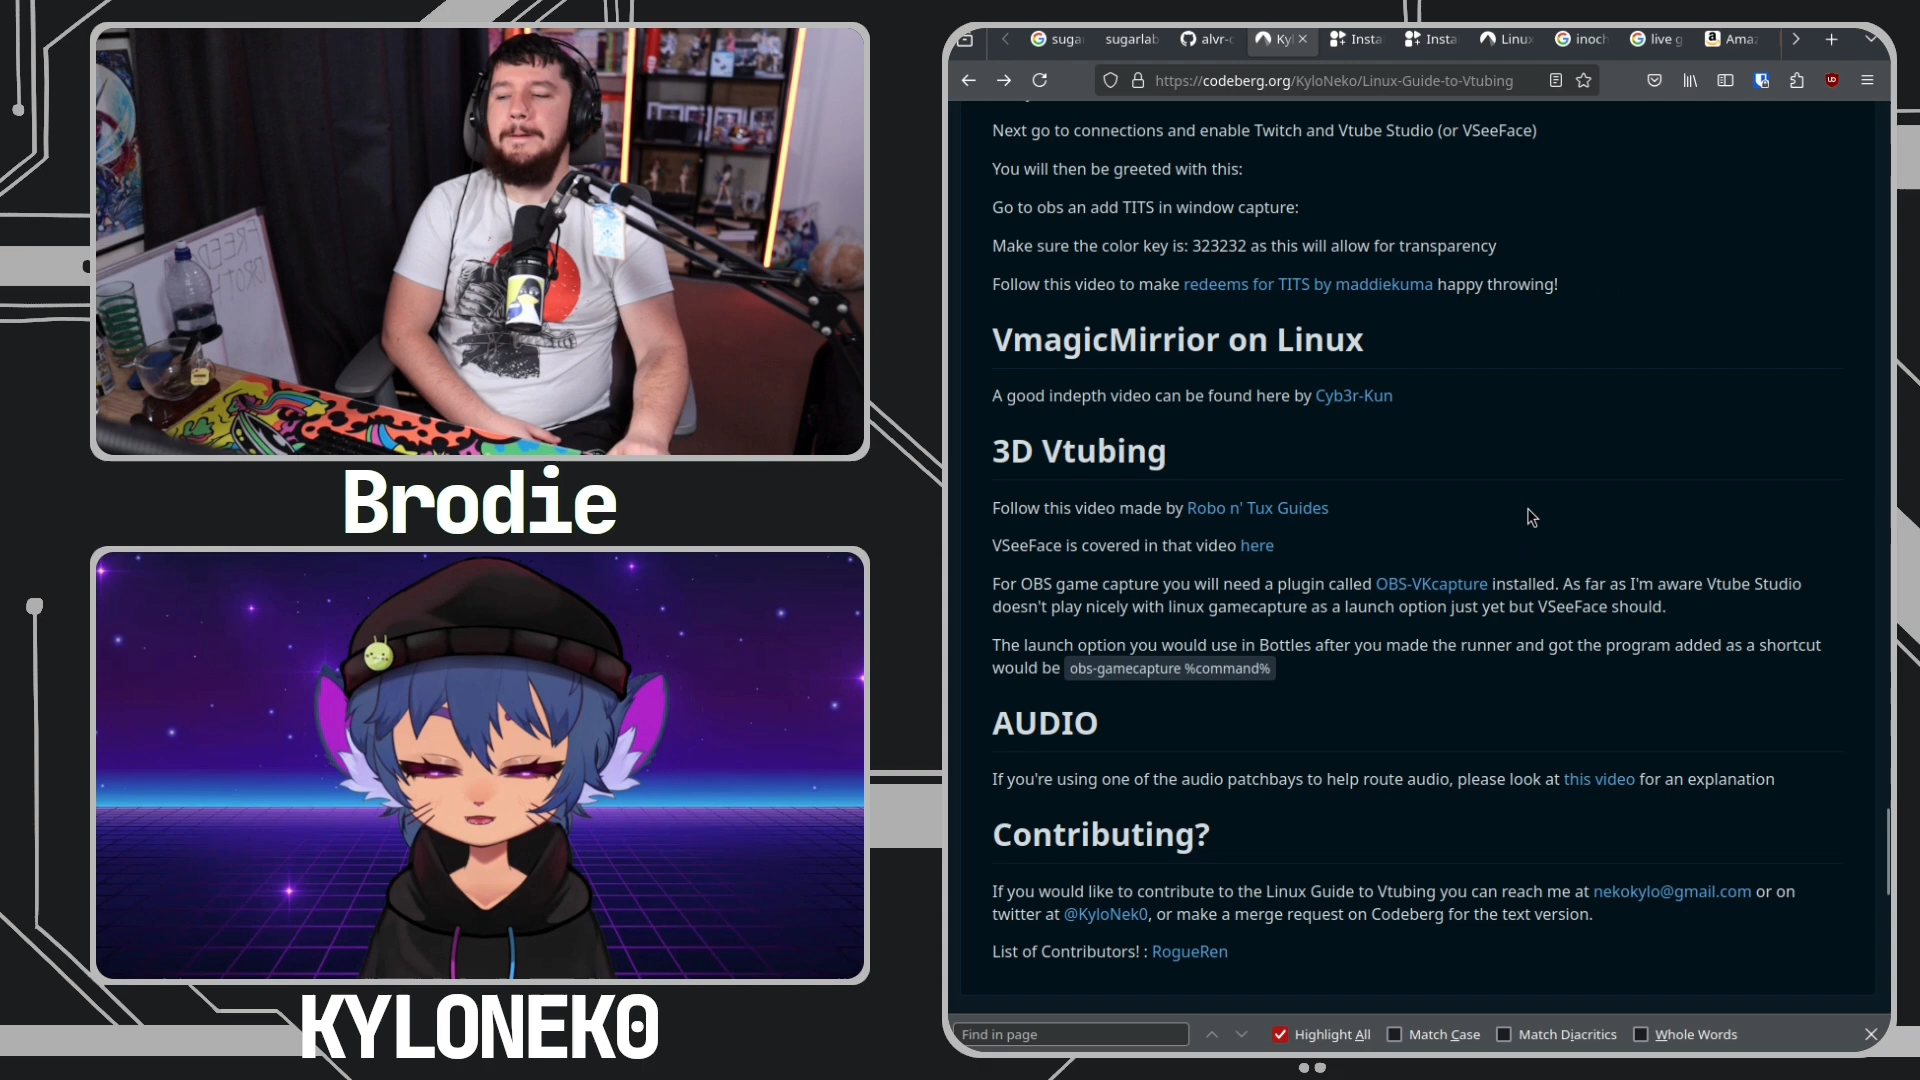 Brodie
KYLONEK0
suga
sugarlab
alvr-
Ky
Insta
Insta
Linu
inoch
live g
Ama
https://codeberg.org/KyloNeko/Linux-Guide-to-Vtubing
Next go to connections and enable Twitch and Vtube Studio (or VSeeFace)
You will then be greeted with this:
Go to obs an add TITS in window capture:
Make sure the color key is: 323232 as this will allow for transparency
Follow this video to make redeems for TITS by maddiekuma happy throwing!
VmagicMirrior on Linux
A good indepth video can be found here by Cyb3r-Kun
3D Vtubing
Follow this video made by Robo n' Tux Guides
VSeeFace is covered in that video here
For OBS game capture you will need a plugin called OBS-VKcapture installed. As far as I'm aware Vtube Studio
doesn't play nicely with linux gamecapture as a launch option just yet but VSeeFace should.
The launch option you would use in Bottles after you made the runner and got the program added as a shortcut
would be obs-gamecapture %command%
AUDIO
If you're using one of the audio patchbays to help route audio, please look at this video for an explanation
Contributing?
If you would like to contribute to the Linux Guide to Vtubing you can reach me at nekokylo@gmail.com or on
twitter at @KyloNek0, or make a merge request on Codeberg for the text version.
List of Contributors! : RogueRen
Find in page
Highlight All
Match Case
Match Diacritics
Whole Words